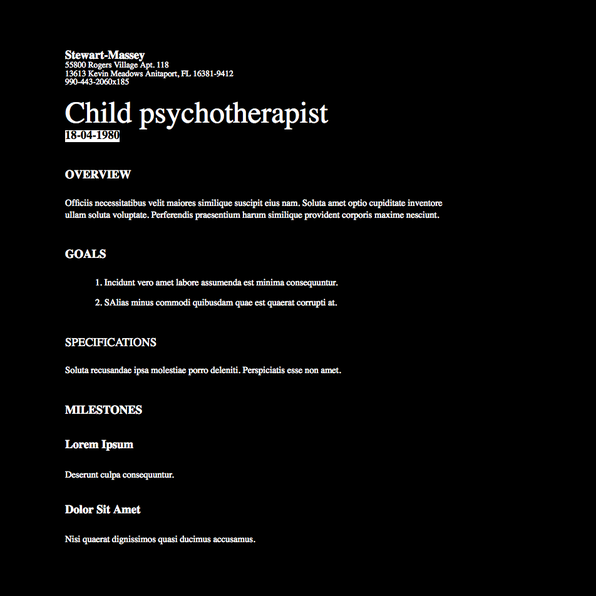 Stewart-Massey
55800 Rogers Village Apt. 118
13613 Kevin Meadows Anitaport, FL 16381-9412
990-443-2060x185
Child psychotherapist
18-04-1980
OVERVIEW
Officiis necessitatibus velit maiores similique suscipit eius nam. Soluta amet optio cupiditate inventore
ullam soluta voluptate. Perferendis praesentium harum similique provident corporis maxime nesciunt.
GOALS
1. Incidunt vero amet labore assumenda est minima consequuntur.
2. SAlias minus commodi quibusdam quae est quaerat corrupti at.
SPECIFICATIONS
Soluta recusandae ipsa molestiae porro deleniti. Perspiciatis esse non amet.
MILESTONES
Lorem Ipsum
Deserunt culpa consequuntur.
Dolor Sit Amet
Nisi quaerat dignissimos quasi ducimus accusamus.